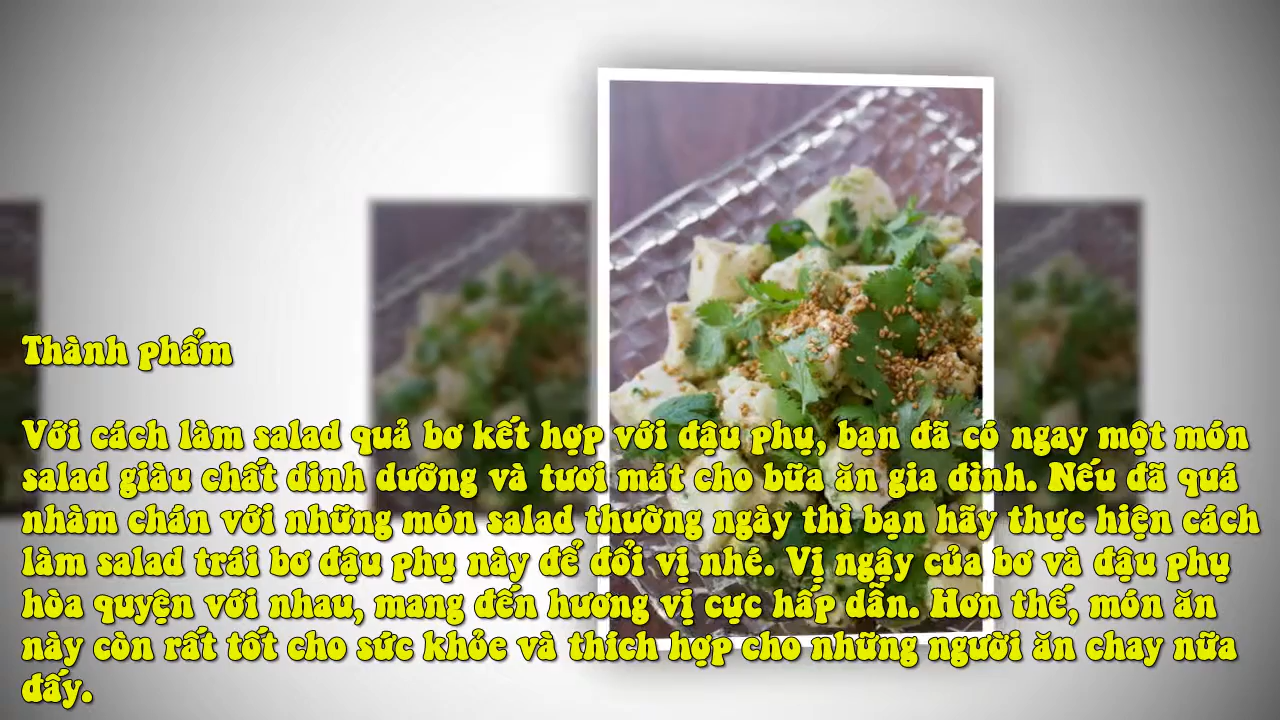 Thành phẩm
Với cách làm salad quả bơ kết hợp với đậu phụ, bạn đã có ngay một món
salad giàu chất dinh dưỡng và tươi mát cho bữa ăn gia đình. Nếu đã quá
nhàm chán với những món salad thường ngày thì bạn hãy thực hiện cách
làm salad trái bơ đậu phụ này để đổi vị nhé. Vị ngậy của bơ và đậu phụ
hòa quyện với nhau, mang đến hương vị cực hấp dẫn. Hơn thế, món ăn
này còn rất tốt cho sức khỏe và thích hợp cho những người ăn chay nữa
đấy.